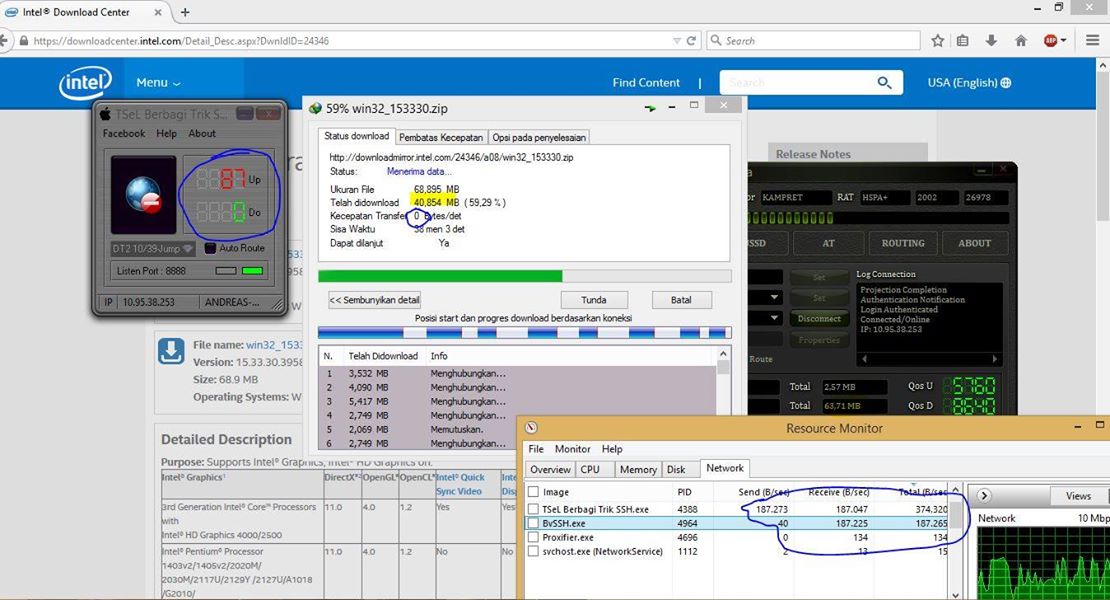 Intel® Download Center
https://downloadcenter.intel.com/Detail_Desc.aspx?DwnldID=24346
Search
ABP
intel
Menu
Find Content
Search
USA (English)
Release Notes
TSeL Berbagi Trik S...
Facebook Help About
87 Up
0 Do
DT2 10/39-Jump
Auto Route
Listen Port : 8888
IP 10.95.38.253 ANDREAS-...
59% win32_153330.zip
Status download Pembatas Kecepatan Opsi pada penyelesaian
http://downloadmirror.intel.com/24346/a08/win32_153330.zip
Status: Menerima data...
Ukuran File 68,895 MB
Telah didownload 40,854 MB ( 59,29 % )
Kecepatan Transfer 0 Bytes/det
Sisa Waktu 38 men 3 det
Dapat dilanjut Ya
<< Sembunyikan detail Tunda Batal
Posisi start dan progres download berdasarkan koneksi
N. Telah Didownload Info
1 3,532 MB Menghubungkan...
2 4,090 MB Menghubungkan...
3 5,417 MB Menghubungkan...
4 2,749 MB Menghubungkan...
5 2,069 MB Memutuskan.
6 2,749 MB Menghubungkan...
KAMPRET RAT HSPA+ 2002 26978
SSD AT ROUTING ABOUT
Set
Set
Disconnect
Properties
Route
Log Connection
Projection Completion
Authentication Notification
Login Authenticated
Connected/Online
IP: 10.95.38.253
Total 2,57 MB Qos U 5760
Total 63,71 MB Qos D 8640
File name: win32_15
Version: 15.33.30.3958
Size: 68.9 MB
Operating Systems: W
Detailed Description
Purpose: Supports Intel® Graphics, Intel® HD Graphics on:
Intel® Graphics¹ DirectX*² OpenGL* OpenCL* Intel® Quick
Sync Video
3rd Generation Intel® Core™ Processors 11.0 4.0 1.2 Yes
with
Intel® HD Graphics 4000/2500
Intel® Pentium® Processor 11.0 4.0 1.2 No No
1403v2/1405v2/2020M/
2030M/2117U/2129Y /2127U/A1018
/G2010/
Resource Monitor
File Monitor Help
Overview CPU Memory Disk Network
Image PID Send (B/sec) Receive (B/sec) Total (B/sec)
TSeL Berbagi Trik SSH.exe 4388 187.273 187.047 374.320
BvSSH.exe 4964 40 187.225 187.265
Proxifier.exe 4696 0 134 134
svchost.exe (NetworkService) 1112 2 13 15
Views
Network 10 Mbp